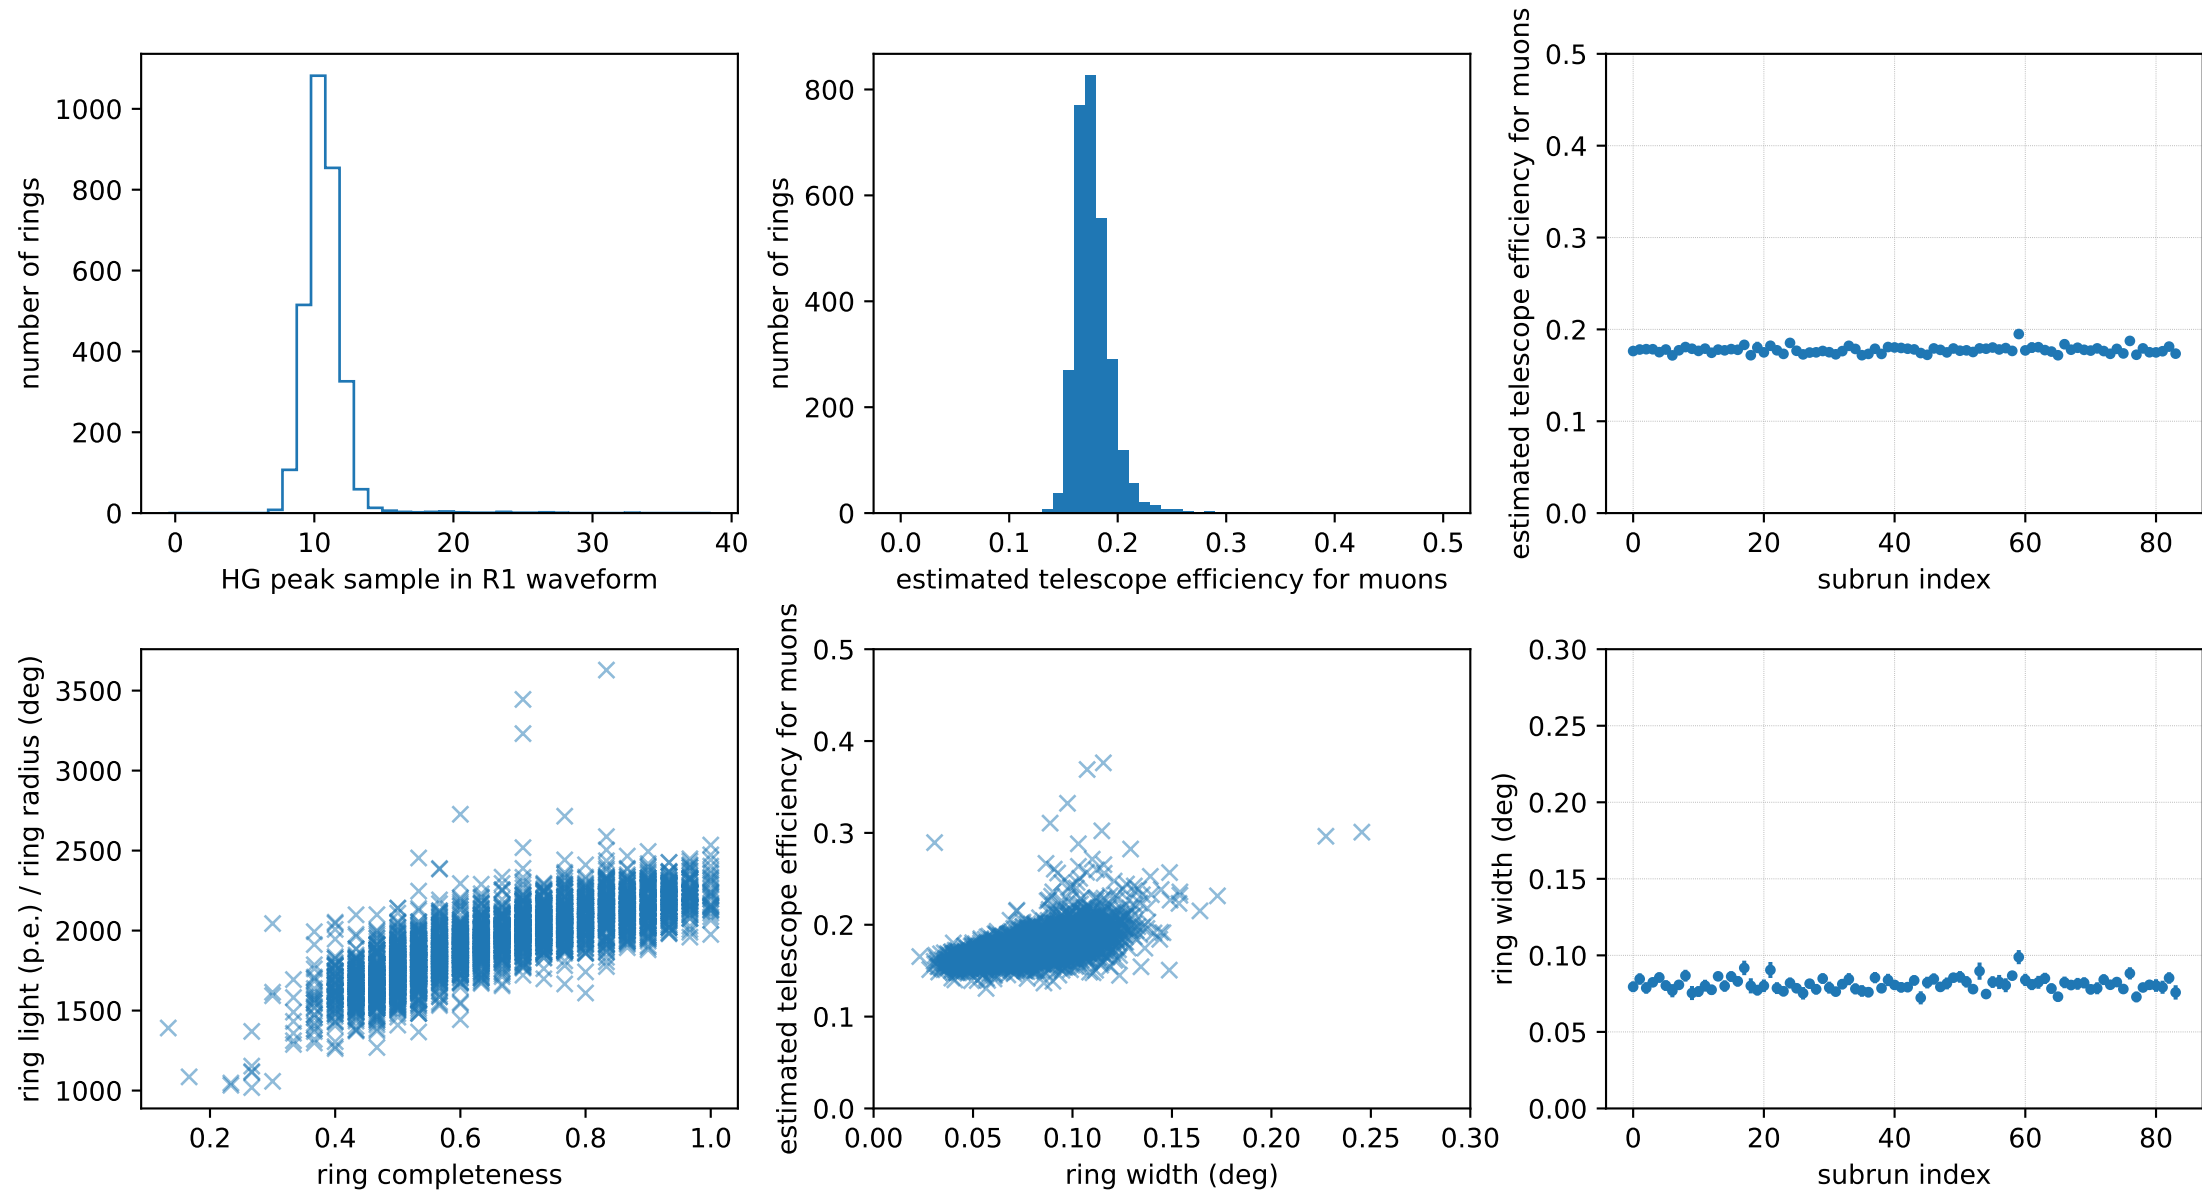 number of rings
1000
800
600
400
200
0
0 10 20 30 40
HG peak sample in R1 waveform
number of rings
800
600
400
200
0
0.0 0.1 0.2 0.3 0.4 0.5
estimated telescope efficiency for muons
estimated telescope efficiency for muons
0.5
0.4
0.3
0.2
0.1
0.0
0 20 40 60 80
subrun index
ring light (p.e.) / ring radius (deg)
3500
3000
2500
2000
1500
1000
0.2 0.4 0.6 0.8 1.0
ring completeness
estimated telescope efficiency for muons
0.5
0.4
0.3
0.2
0.1
0.0
0.00 0.05 0.10 0.15 0.20 0.25 0.30
ring width (deg)
ring width (deg)
0.30
0.25
0.20
0.15
0.10
0.05
0.00
0 20 40 60 80
subrun index